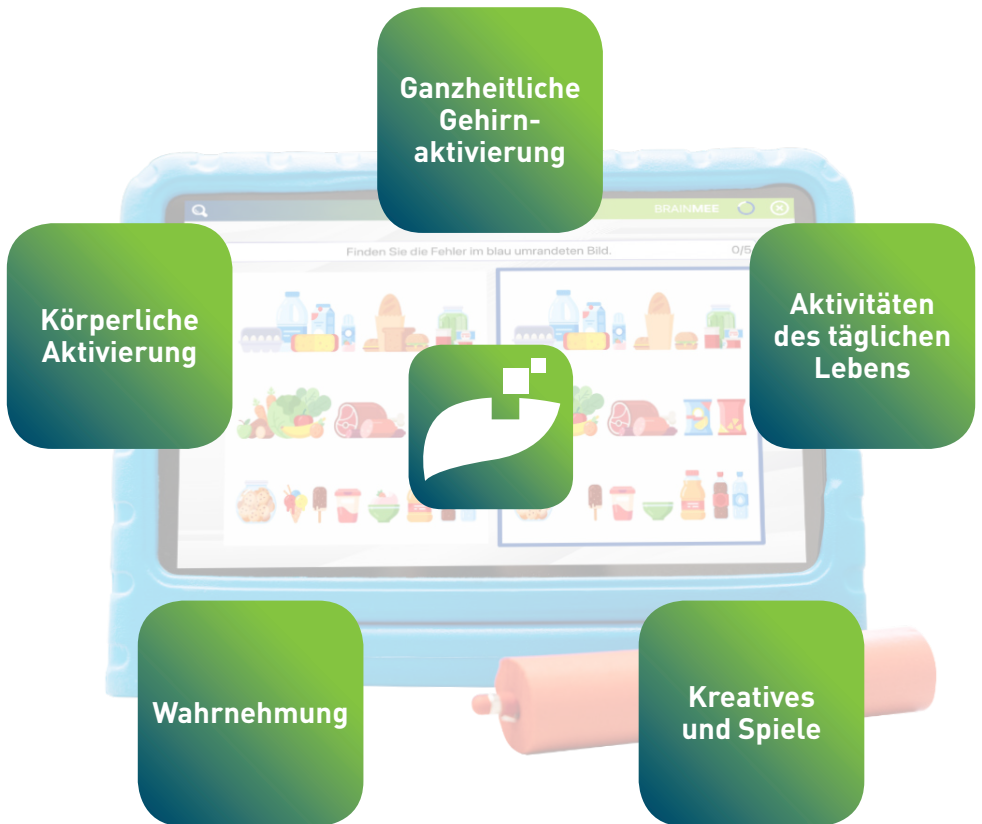 Ganzheitliche
Gehirn-
aktivierung
BRAINMEE
Finden Sie die Fehler im blau umrandeten Bild.
0/5
Körperliche
Aktivierung
Aktivitäten
des täglichen
Lebens
Wahrnehmung
Kreatives
und Spiele